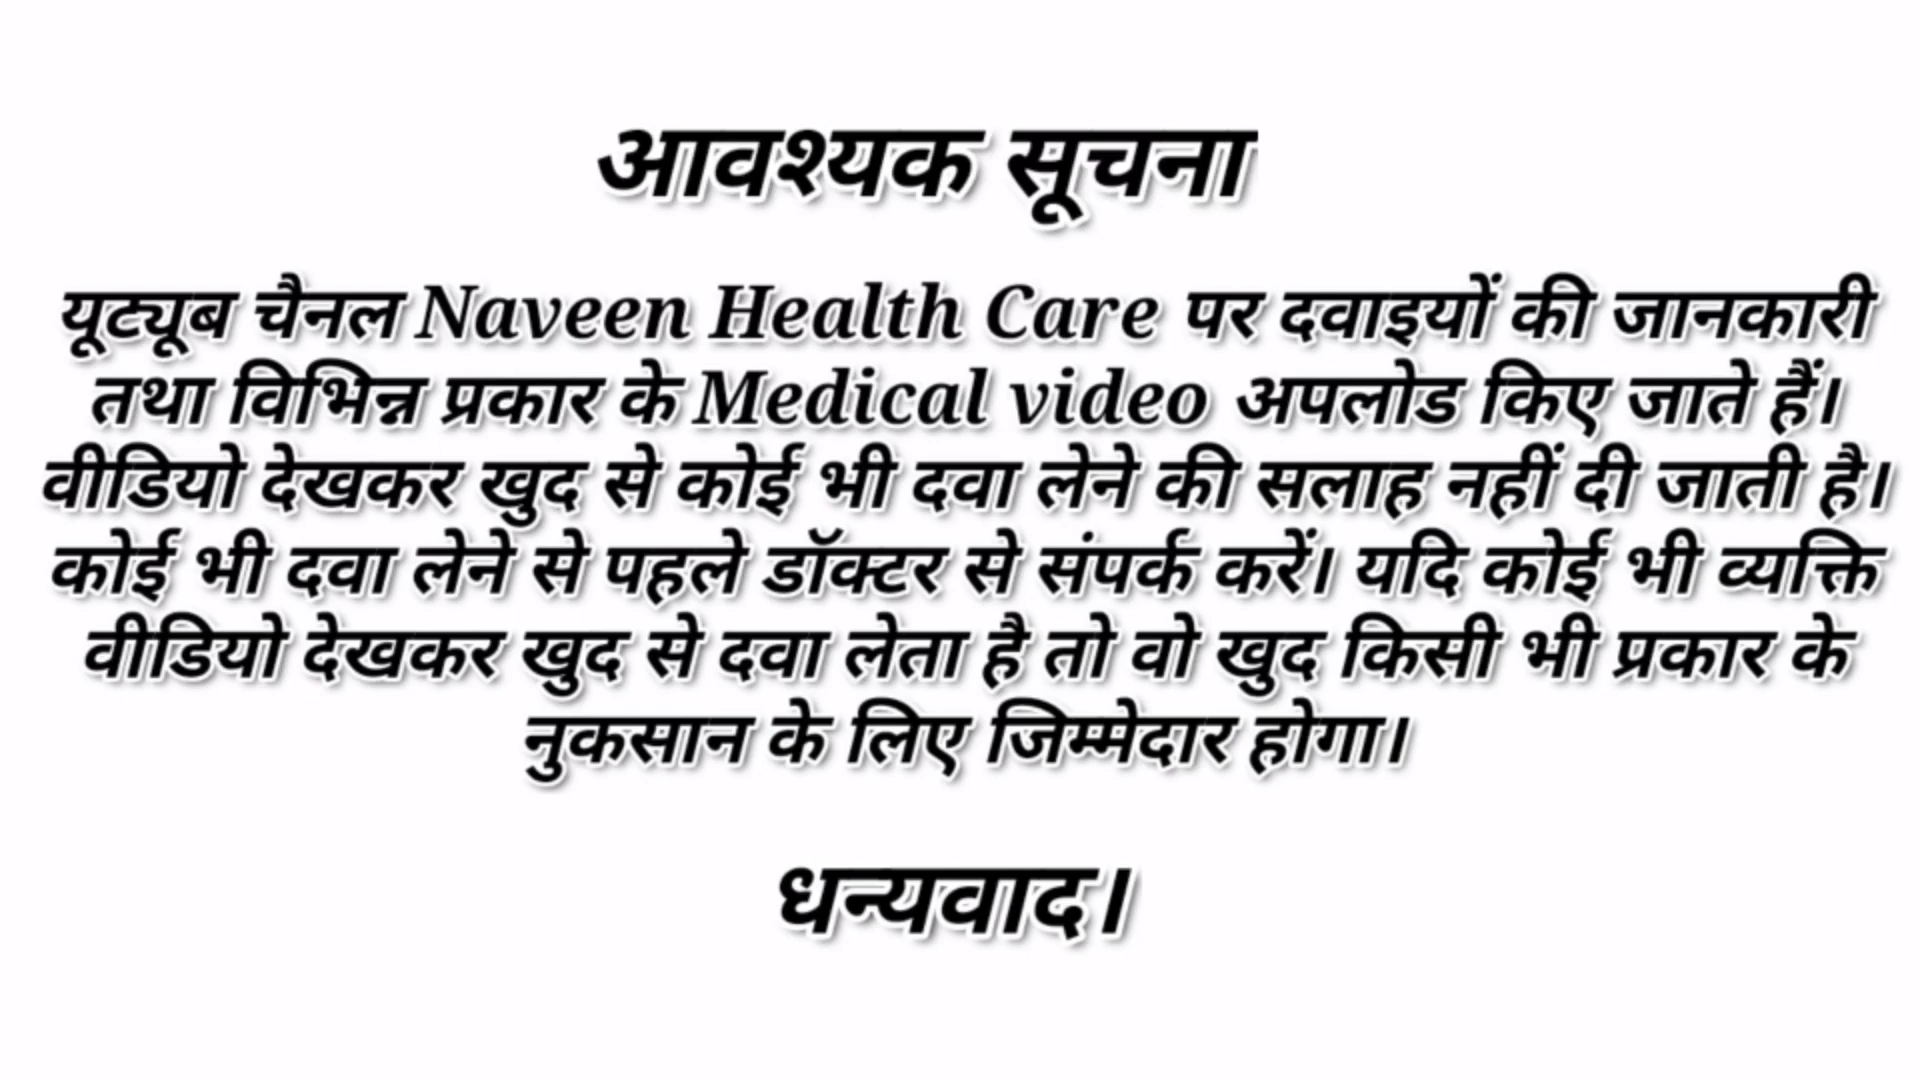 आवश्यक सूचना
यूट्यूब चैनल Naveen Health Care पर दवाइयों की जानकारी
तथा विभिन्न प्रकार के Medical video अपलोड किए जाते हैं।
वीडियो देखकर खुद से कोई भी दवा लेने की सलाह नहीं दी जाती है।
कोई भी दवा लेने से पहले डॉक्टर से संपर्क करें। यदि कोई भी व्यक्ति
वीडियो देखकर खुद से दवा लेता है तो वो खुद किसी भी प्रकार के
नुकसान के लिए जिम्मेदार होगा।
धन्यवाद।